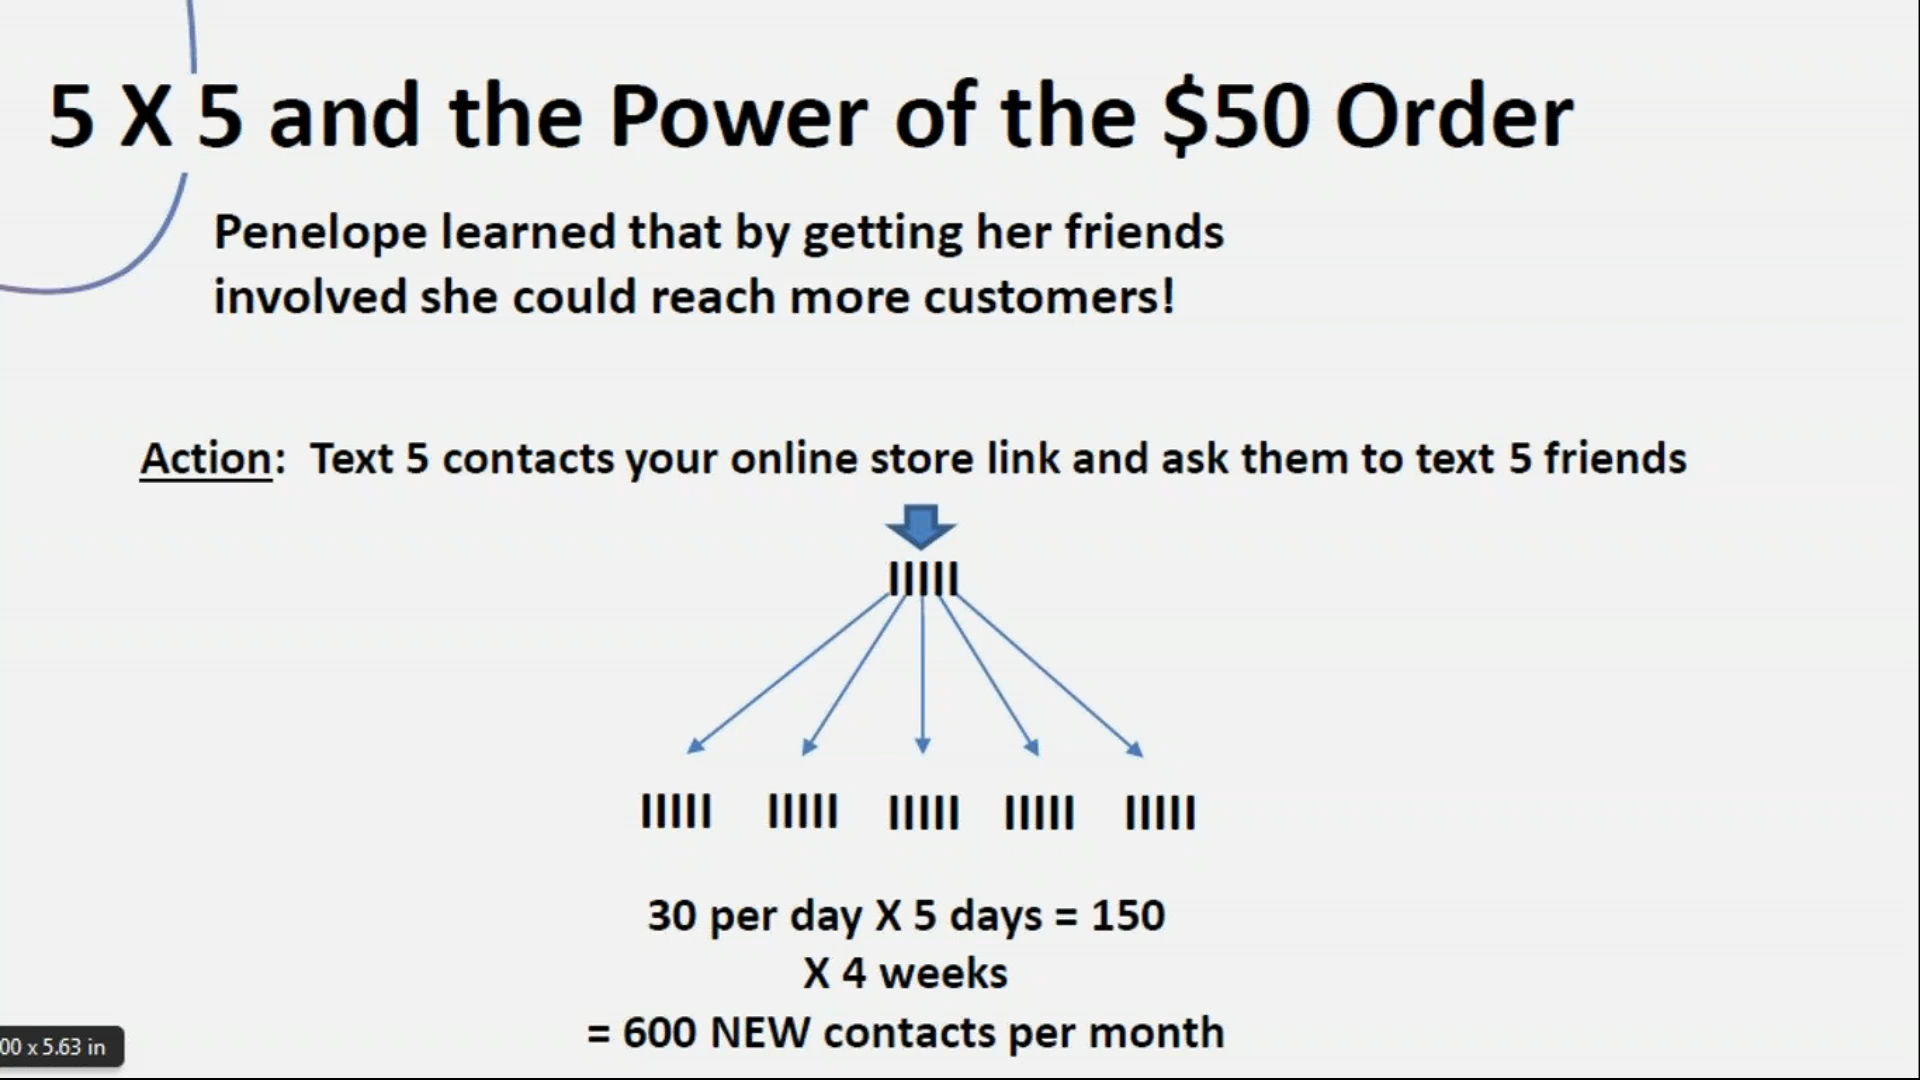 5 X 5 and the Power of the $50 Order
Penelope learned that by getting her friends
involved she could reach more customers!
Action: Text 5 contacts your online store link and ask them to text 5 friends
IIIII
IIIII IIIII IIIII IIIII IIIII
30 per day X 5 days = 150
X 4 weeks
= 600 NEW contacts per month
00 x 5.63 in